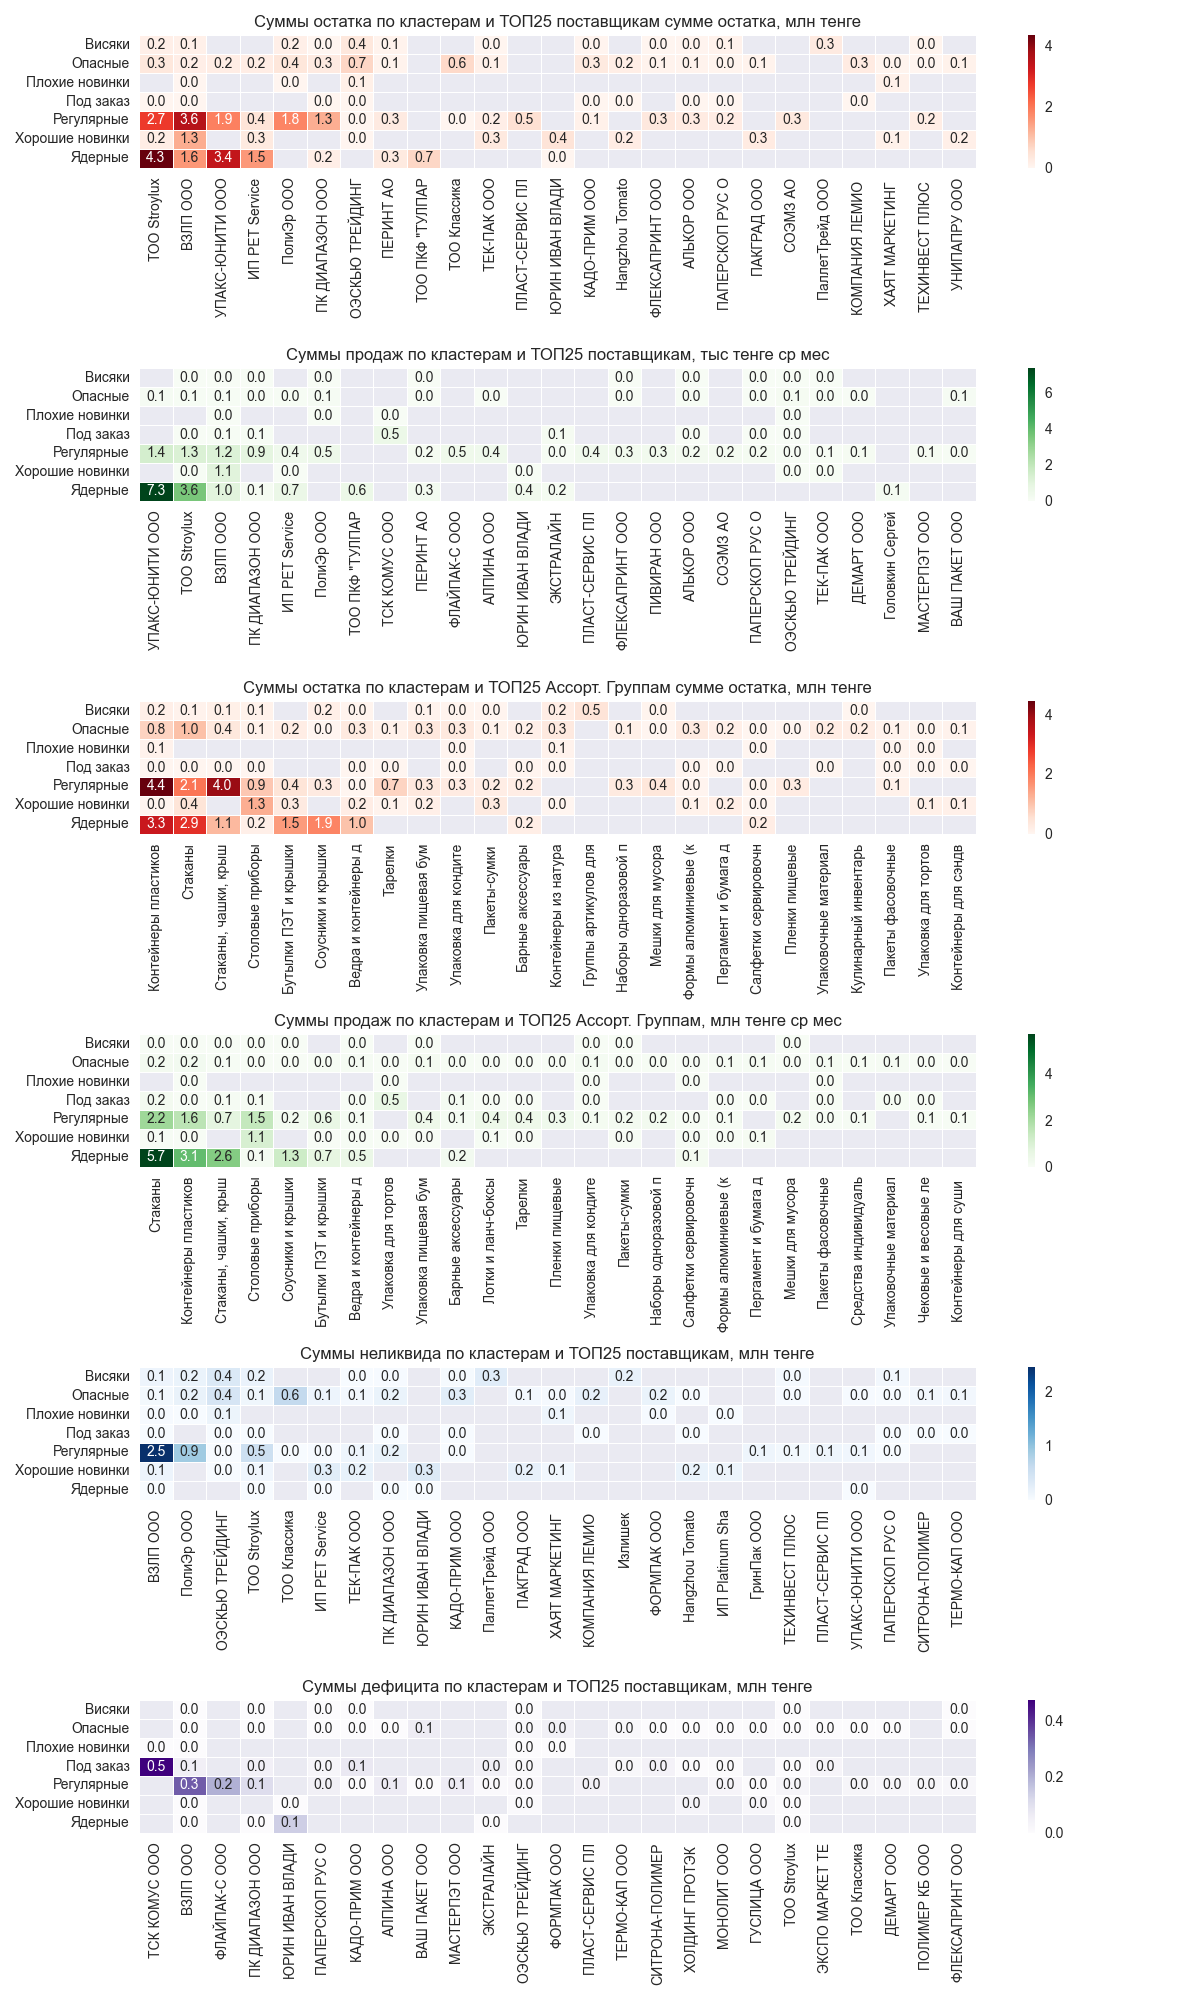 Суммы остатка по кластерам и ТОП25 поставщикам сумме остатка, млн тенге
Висяки 0.2 0.1 0.2 0.0 0.4 0.1 0.0 0.0 0.0 0.0 0.1 0.3 0.0
Опасные 0.3 0.2 0.2 0.2 0.4 0.3 0.7 0.1 0.6 0.1 0.3 0.2 0.1 0.1 0.0 0.1 0.3 0.0 0.0 0.1
Плохие новинки 0.0 0.0 0.1 0.1
Под заказ 0.0 0.0 0.0 0.0 0.0 0.0 0.0 0.0 0.0
Регулярные 2.7 3.6 1.9 0.4 1.8 1.3 0.0 0.3 0.0 0.2 0.5 0.1 0.3 0.3 0.2 0.3 0.2
Хорошие новинки 0.2 1.3 0.3 0.0 0.3 0.4 0.2 0.3 0.1 0.2
Ядерные 4.3 1.6 3.4 1.5 0.2 0.3 0.7 0.0
4
2
0
ТОО Stroylux
ВЗЛП ООО
УПАКС-ЮНИТИ ООО
ИП РЕТ Service
ПолиЭр ООО
ПК ДИАПАЗОН ООО
ОЭСКЬЮ ТРЕЙДИНГ
ПЕРИНТ АО
ТОО ПКФ "ТУЛПАР
ТОО Классика
ТЕК-ПАК ООО
ПЛАСТ-СЕРВИС ПЛ
ЮРИН ИВАН ВЛАДИ
КАДО-ПРИМ ООО
Hangzhou Tomato
ФЛЕКСАПРИНТ ООО
АЛЬКОР ООО
ПАПЕРСКОП РУС О
ПАКГРАД ООО
СОЭМЗ АО
ПаллетТрейд ООО
КОМПАНИЯ ЛЕМИО
ХАЯТ МАРКЕТИНГ
ТЕХИНВЕСТ ПЛЮС
УНИПАПРУ ООО
Суммы продаж по кластерам и ТОП25 поставщикам, тыс тенге ср мес
Висяки 0.0 0.0 0.0 0.0 0.0 0.0 0.0 0.0 0.0 0.0
Опасные 0.1 0.1 0.1 0.0 0.0 0.1 0.0 0.0 0.0 0.0 0.0 0.1 0.0 0.0 0.1
Плохие новинки 0.0 0.0 0.0 0.0
Под заказ 0.0 0.1 0.1 0.5 0.1 0.0 0.0 0.0
Регулярные 1.4 1.3 1.2 0.9 0.4 0.5 0.2 0.5 0.4 0.0 0.4 0.3 0.3 0.2 0.2 0.2 0.0 0.1 0.1 0.1 0.0
Хорошие новинки 0.0 1.1 0.0 0.0 0.0 0.0
Ядерные 7.3 3.6 1.0 0.1 0.7 0.6 0.3 0.4 0.2 0.1
6
4
2
0
УПАКС-ЮНИТИ ООО
ТОО Stroylux
ВЗЛП ООО
ПК ДИАПАЗОН ООО
ИП РЕТ Service
ПолиЭр ООО
ТОО ПКФ "ТУЛПАР
ТСК КОМУС ООО
ПЕРИНТ АО
ФЛАЙПАК-С ООО
АЛПИНА ООО
ЮРИН ИВАН ВЛАДИ
ЭКСТРАЛАЙН
ПЛАСТ-СЕРВИС ПЛ
ФЛЕКСАПРИНТ ООО
ПИВИРАН ООО
АЛЬКОР ООО
СОЭМЗ АО
ПАПЕРСКОП РУС О
ОЭСКЬЮ ТРЕЙДИНГ
ТЕК-ПАК ООО
ДЕМАРТ ООО
Головкин Сергей
МАСТЕРПЭТ ООО
ВАШ ПАКЕТ ООО
Суммы остатка по кластерам и ТОП25 Ассорт. Группам сумме остатка, млн тенге
Висяки 0.2 0.1 0.1 0.1 0.2 0.0 0.1 0.0 0.0 0.2 0.5 0.0 0.0
Опасные 0.8 1.0 0.4 0.1 0.2 0.0 0.3 0.1 0.3 0.3 0.1 0.2 0.3 0.1 0.0 0.3 0.2 0.0 0.0 0.2 0.2 0.1 0.0 0.1
Плохие новинки 0.1 0.0 0.1 0.0 0.0 0.0
Под заказ 0.0 0.0 0.0 0.0 0.0 0.0 0.0 0.0 0.0 0.0 0.0 0.0 0.0 0.0 0.0 0.0
Регулярные 4.4 2.1 4.0 0.9 0.4 0.3 0.0 0.7 0.3 0.3 0.2 0.2 0.3 0.4 0.0 0.2 0.0 0.3 0.1
Хорошие новинки 0.0 0.4 1.3 0.3 0.2 0.1 0.2 0.3 0.0 0.1 0.2 0.0 0.1 0.1
Ядерные 3.3 2.9 1.1 0.2 1.5 1.9 1.0 0.2 0.2
4
2
0
Контейнеры пластиков
Стаканы
Стаканы, чашки, крыш
Столовые приборы
Бутылки ПЭТ и крышки
Соусники и крышки
Ведра и контейнеры д
Тарелки
Упаковка пищевая бум
Упаковка для кондите
Пакеты-сумки
Барные аксессуары
Контейнеры из натура
Группы артикулов для
Наборы одноразовой п
Мешки для мусора
Формы алюминиевые (к
Пергамент и бумага д
Салфетки сервировочн
Пленки пищевые
Упаковочные материал
Кулинарный инвентарь
Пакеты фасовочные
Упаковка для тортов
Контейнеры для сэндв
Суммы продаж по кластерам и ТОП25 Ассорт. Группам, млн тенге ср мес
Висяки 0.0 0.0 0.0 0.0 0.0 0.0 0.0 0.0 0.0 0.0
Опасные 0.2 0.2 0.1 0.0 0.0 0.0 0.1 0.0 0.1 0.0 0.0 0.0 0.0 0.1 0.0 0.0 0.0 0.1 0.1 0.0 0.1 0.1 0.1 0.0 0.0
Плохие новинки 0.0 0.0 0.0 0.0 0.0
Под заказ 0.2 0.0 0.1 0.1 0.0 0.5 0.1 0.0 0.0 0.0 0.0 0.0 0.0 0.0 0.0
Регулярные 2.2 1.6 0.7 1.5 0.2 0.6 0.1 0.4 0.1 0.4 0.4 0.3 0.1 0.2 0.2 0.0 0.1 0.2 0.0 0.1 0.1 0.1
Хорошие новинки 0.1 0.0 1.1 0.0 0.0 0.0 0.0 0.0 0.1 0.0 0.0 0.0 0.0 0.1
Ядерные 5.7 3.1 2.6 0.1 1.3 0.7 0.5 0.2 0.1
4
2
0
Стаканы
Контейнеры пластиков
Стаканы, чашки, крыш
Столовые приборы
Соусники и крышки
Бутылки ПЭТ и крышки
Ведра и контейнеры д
Упаковка для тортов
Упаковка пищевая бум
Барные аксессуары
Лотки и ланч-боксы
Тарелки
Пленки пищевые
Упаковка для кондите
Пакеты-сумки
Наборы одноразовой п
Салфетки сервировочн
Формы алюминиевые (к
Пергамент и бумага д
Мешки для мусора
Пакеты фасовочные
Средства индивидуаль
Упаковочные материал
Чековые и весовые ле
Контейнеры для суши
Суммы неликвида по кластерам и ТОП25 поставщикам, млн тенге
Висяки 0.1 0.2 0.4 0.2 0.0 0.0 0.0 0.3 0.2 0.0 0.1
Опасные 0.1 0.2 0.4 0.1 0.6 0.1 0.1 0.2 0.3 0.1 0.0 0.2 0.2 0.0 0.0 0.0 0.0 0.1 0.1
Плохие новинки 0.0 0.0 0.1 0.1 0.0 0.0
Под заказ 0.0 0.0 0.0 0.0 0.0 0.0 0.0 0.0 0.0 0.0
Регулярные 2.5 0.9 0.0 0.5 0.0 0.0 0.1 0.2 0.0 0.1 0.1 0.1 0.1 0.0
Хорошие новинки 0.1 0.0 0.1 0.3 0.2 0.3 0.2 0.1 0.2 0.1
Ядерные 0.0 0.0 0.0 0.0 0.0 0.0
2
1
0
ВЗЛП ООО
ПолиЭр ООО
ОЭСКЬЮ ТРЕЙДИНГ
ТОО Stroylux
ТОО Классика
ИП РЕТ Service
ТЕК-ПАК ООО
ПК ДИАПАЗОН ООО
ЮРИН ИВАН ВЛАДИ
КАДО-ПРИМ ООО
ПаллетТрейд ООО
ПАКГРАД ООО
ХАЯТ МАРКЕТИНГ
КОМПАНИЯ ЛЕМИО
Излишек
ФОРМПАК ООО
Hangzhou Tomato
ИП Platinum Sha
ГринПак ООО
ТЕХИНВЕСТ ПЛЮС
ПЛАСТ-СЕРВИС ПЛ
УПАКС-ЮНИТИ ООО
ПАПЕРСКОП РУС О
СИТРОНА-ПОЛИМЕР
ТЕРМО-КАП ООО
Суммы дефицита по кластерам и ТОП25 поставщикам, млн тенге
Висяки 0.0 0.0 0.0 0.0 0.0 0.0 0.0
Опасные 0.0 0.0 0.0 0.0 0.0 0.1 0.0 0.0 0.0 0.0 0.0 0.0 0.0 0.0 0.0 0.0 0.0 0.0
Плохие новинки 0.0 0.0 0.0 0.0
Под заказ 0.5 0.1 0.0 0.0 0.1 0.0 0.0 0.0 0.0 0.0 0.0 0.0 0.0 0.0
Регулярные 0.3 0.2 0.1 0.0 0.0 0.1 0.0 0.1 0.0 0.0 0.0 0.0 0.0 0.0 0.0 0.0 0.0 0.0
Хорошие новинки 0.0 0.0 0.0 0.0 0.0 0.0
Ядерные 0.0 0.0 0.1 0.0 0.0
0.4
0.2
0.0
ТСК КОМУС ООО
ВЗЛП ООО
ФЛАЙПАК-С ООО
ПК ДИАПАЗОН ООО
ЮРИН ИВАН ВЛАДИ
ПАПЕРСКОП РУС О
КАДО-ПРИМ ООО
АЛПИНА ООО
ВАШ ПАКЕТ ООО
МАСТЕРПЭТ ООО
ЭКСТРАЛАЙН
ОЭСКЬЮ ТРЕЙДИНГ
ФОРМПАК ООО
ПЛАСТ-СЕРВИС ПЛ
ТЕРМО-КАП ООО
СИТРОНА-ПОЛИМЕР
ХОЛДИНГ ПРОТЭК
МОНОЛИТ ООО
ГУСЛИЦА ООО
ТОО Stroylux
ЭКСПО МАРКЕТ ТЕ
ТОО Классика
ДЕМАРТ ООО
ПОЛИМЕР КБ ООО
ФЛЕКСАПРИНТ ООО